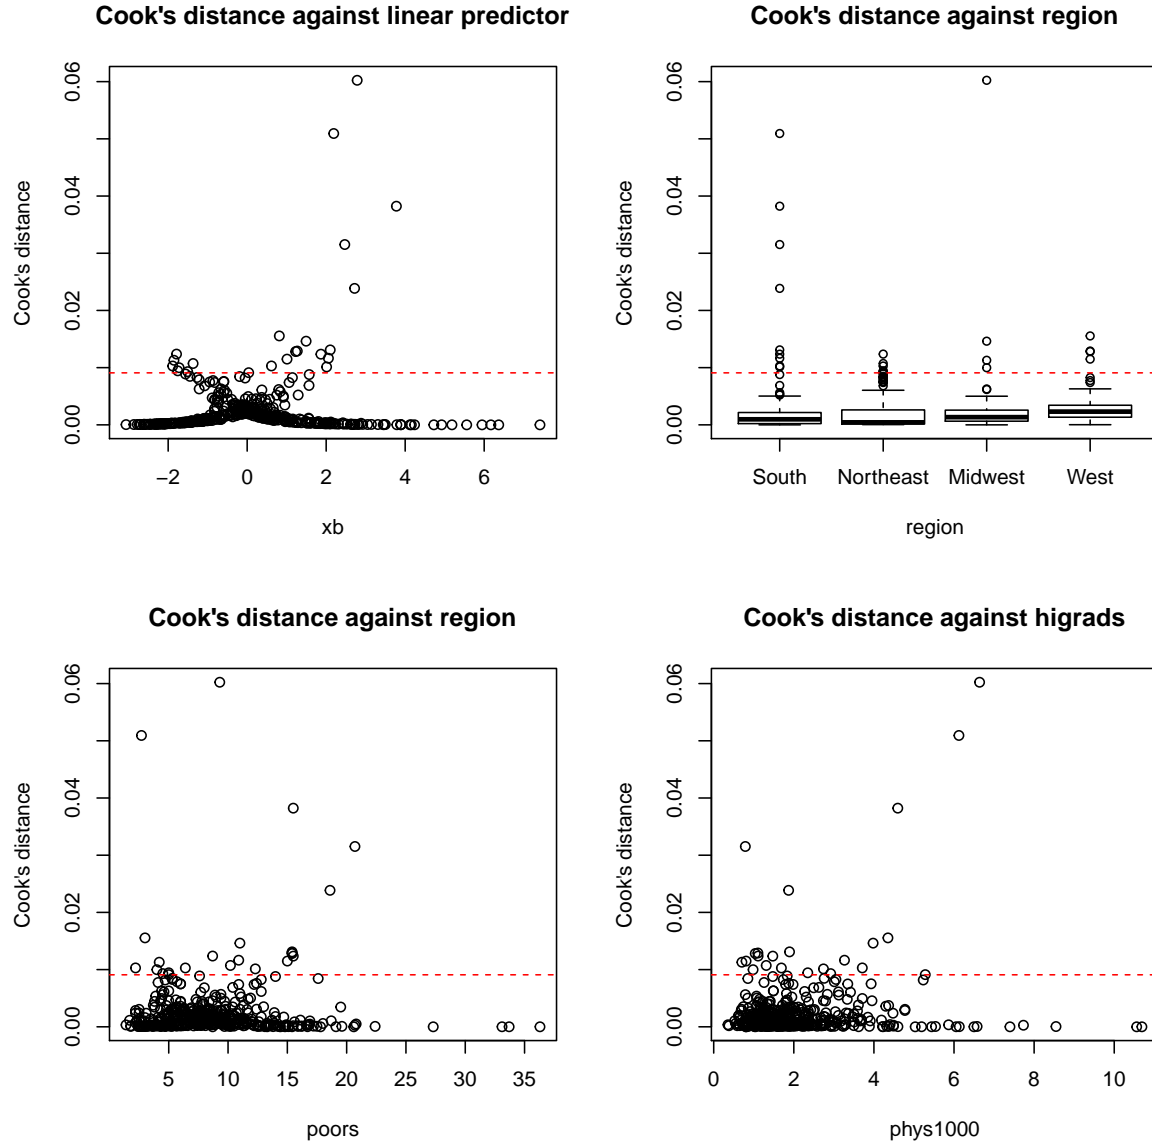 Cook's distance against linear predictor
0.00 0.02 0.04 0.06
Cook's distance
−2 0 2 4 6
xb
Cook's distance against region
0.00 0.02 0.04 0.06
Cook's distance
South Northeast Midwest West
region
Cook's distance against region
0.00 0.02 0.04 0.06
Cook's distance
5 10 15 20 25 30 35
poors
Cook's distance against higrads
0.00 0.02 0.04 0.06
Cook's distance
0 2 4 6 8 10
phys1000